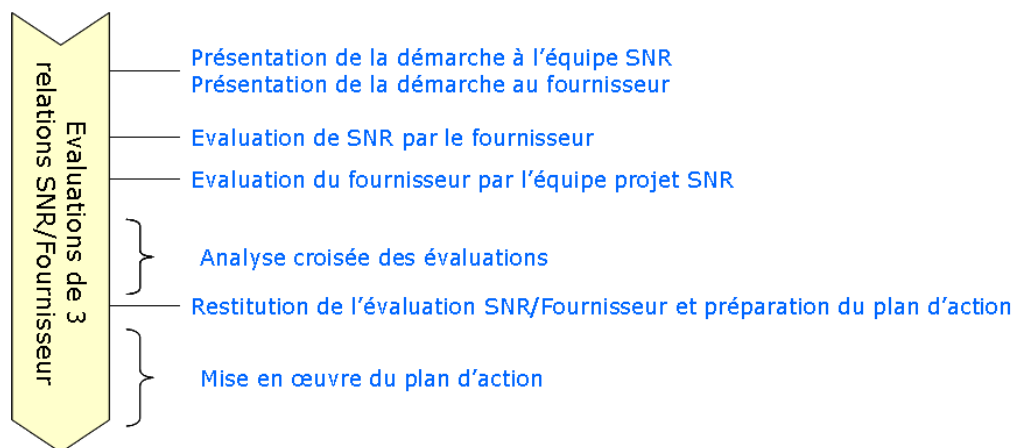 Evaluations de 3
relations SNR/Fournisseur
Présentation de la démarche à l'équipe SNR
Présentation de la démarche au fournisseur
Evaluation de SNR par le fournisseur
Evaluation du fournisseur par l'équipe projet SNR
Analyse croisée des évaluations
Restitution de l'évaluation SNR/Fournisseur et préparation du plan d'action
Mise en œuvre du plan d'action